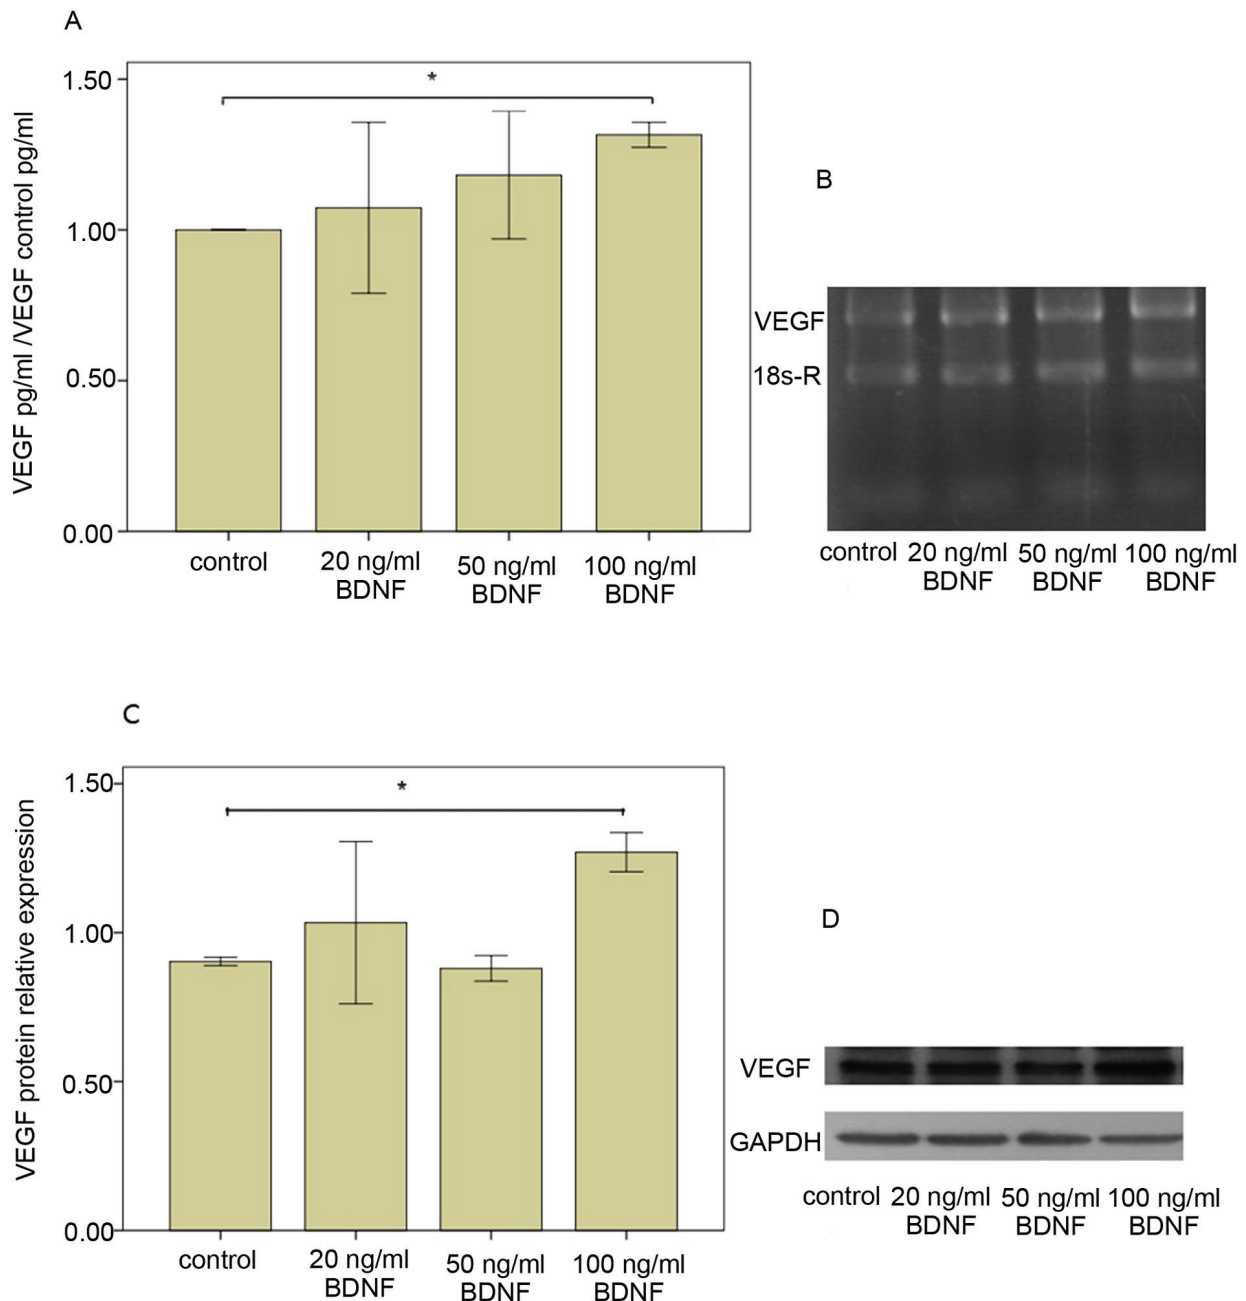 A
VEGF pg/ml /VEGF control pg/ml
1.50
1.00
0.50
0.00
*
control
20 ng/ml
BDNF
50 ng/ml
BDNF
100 ng/ml
BDNF
B
VEGF
18s-R
control
20 ng/ml
BDNF
50 ng/ml
BDNF
100 ng/ml
BDNF
C
VEGF protein relative expression
1.50
1.00
0.50
0.00
*
control
20 ng/ml
BDNF
50 ng/ml
BDNF
100 ng/ml
BDNF
D
VEGF
GAPDH
control
20 ng/ml
BDNF
50 ng/ml
BDNF
100 ng/ml
BDNF